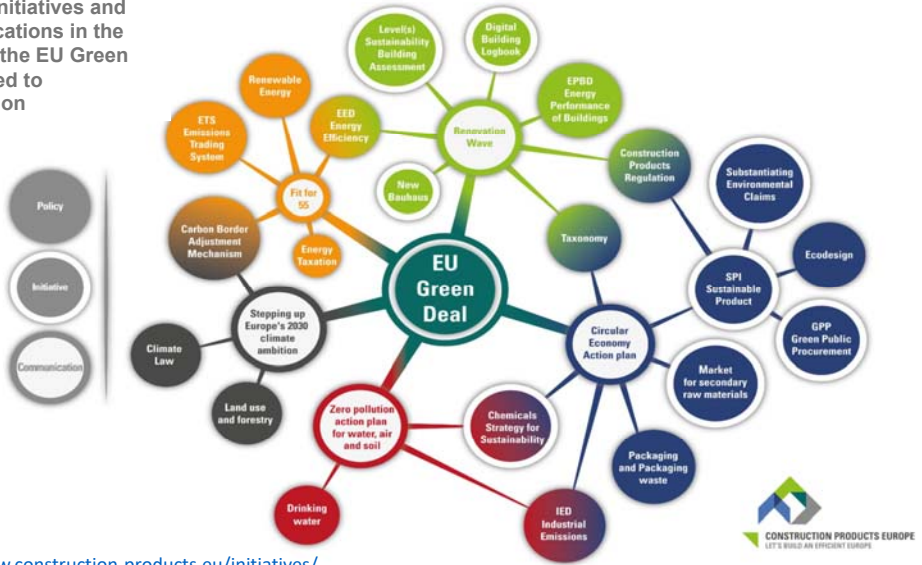 nitiatives and
cations in the
the EU Green
ed to
on
Policy
Initiative
Communication
Level(s)
Sustainability
Building
Assessment
Digital
Building
Logbook
EPBD
Energy
Performance
of Buildings
Renewable
Energy
EED
Energy
Efficiency
ETS
Emissions
Trading
System
Renovation
Wave
Construction
Products
Regulation
Substantiating
Environmental
Claims
New
Bauhaus
Fit for
55
Carbon Border
Adjustment
Mechanism
Energy
Taxation
Taxonomy
Ecodesign
EU
Green
Deal
SPI
Sustainable
Product
GPP
Green Public
Procurement
Stepping up
Europe's 2030
climate
ambition
Circular
Economy
Action plan
Climate
Law
Market
for secondary
raw materials
Land use
and forestry
Zero pollution
action plan
for water, air
and soil
Chemicals
Strategy for
Sustainability
Packaging
and Packaging
waste
Drinking
water
IED
Industrial
Emissions
CONSTRUCTION PRODUCTS EUROPE
LET'S BUILD AN EFFICIENT EUROPE
w.construction-products.eu/initiatives/